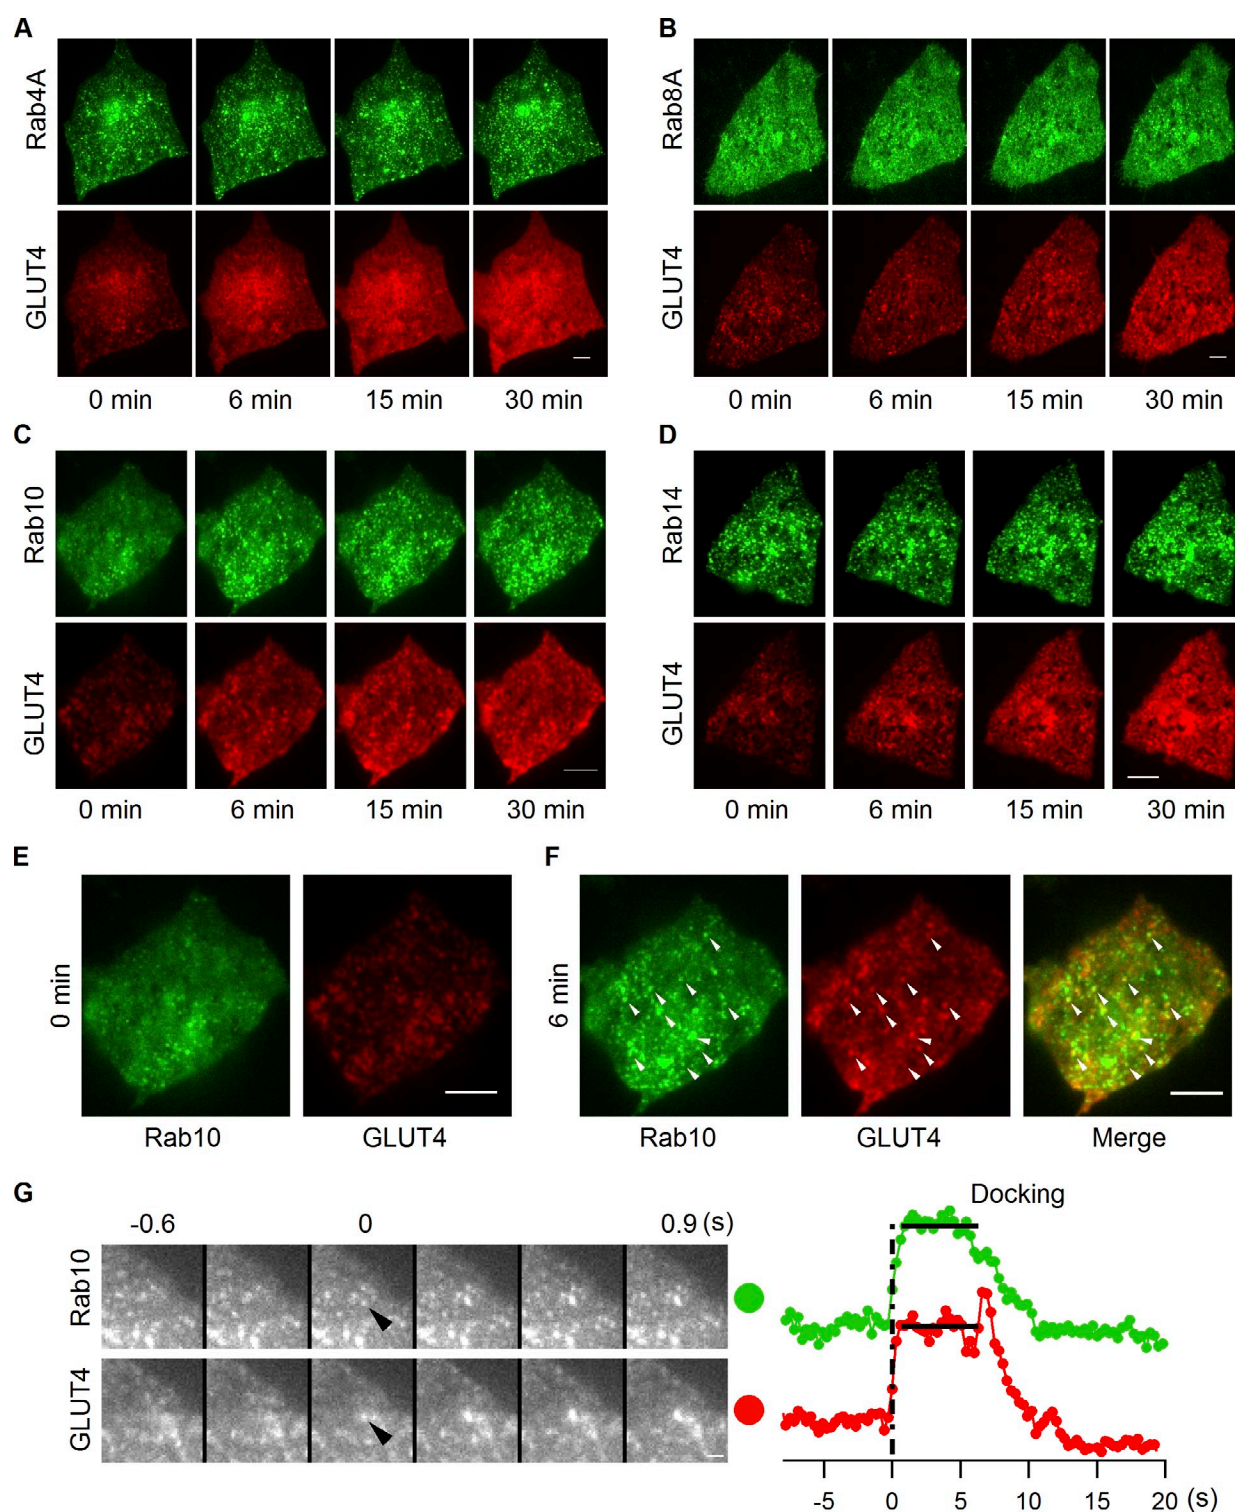 A
B
Rab4A
Rab8A
GLUT4
GLUT4
0 min 6 min 15 min 30 min
0 min 6 min 15 min 30 min
C
D
Rab10
Rab14
GLUT4
GLUT4
0 min 6 min 15 min 30 min
0 min 6 min 15 min 30 min
E
F
0 min
6 min
Rab10 GLUT4
Rab10 GLUT4 Merge
G
-0.6 0 0.9 (s)
Docking
Rab10
GLUT4
-5 0 5 10 15 20 (s)